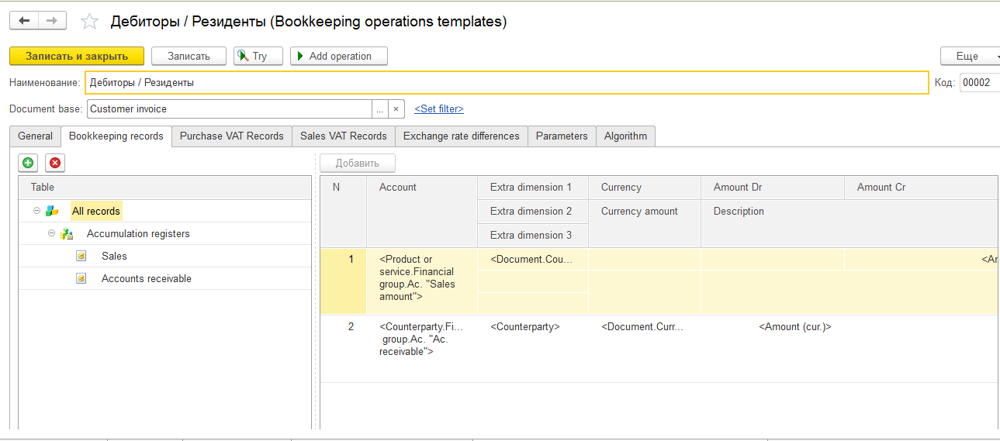 Дебиторы / Резиденты (Bookkeeping operations templates)
Записать и закрыть Записать Try Add operation Еще
Наименование: Дебиторы / Резиденты Код: 00002
Document base: Customer invoice ... × <Set filter>
General Bookkeeping records Purchase VAT Records Sales VAT Records Exchange rate differences Parameters Algorithm
Добавить
Table
All records
Accumulation registers
Sales
Accounts receivable
N Account Extra dimension 1 Currency Amount Dr Amount Cr
Extra dimension 2 Currency amount Description
Extra dimension 3
1 <Product or <Document.Cou... <Ar
service.Financial
group.Ac. "Sales
amount">
2 <Counterparty.Fi... <Counterparty> <Document.Curr... <Amount (cur.)>
group.Ac. "Ac.
receivable">